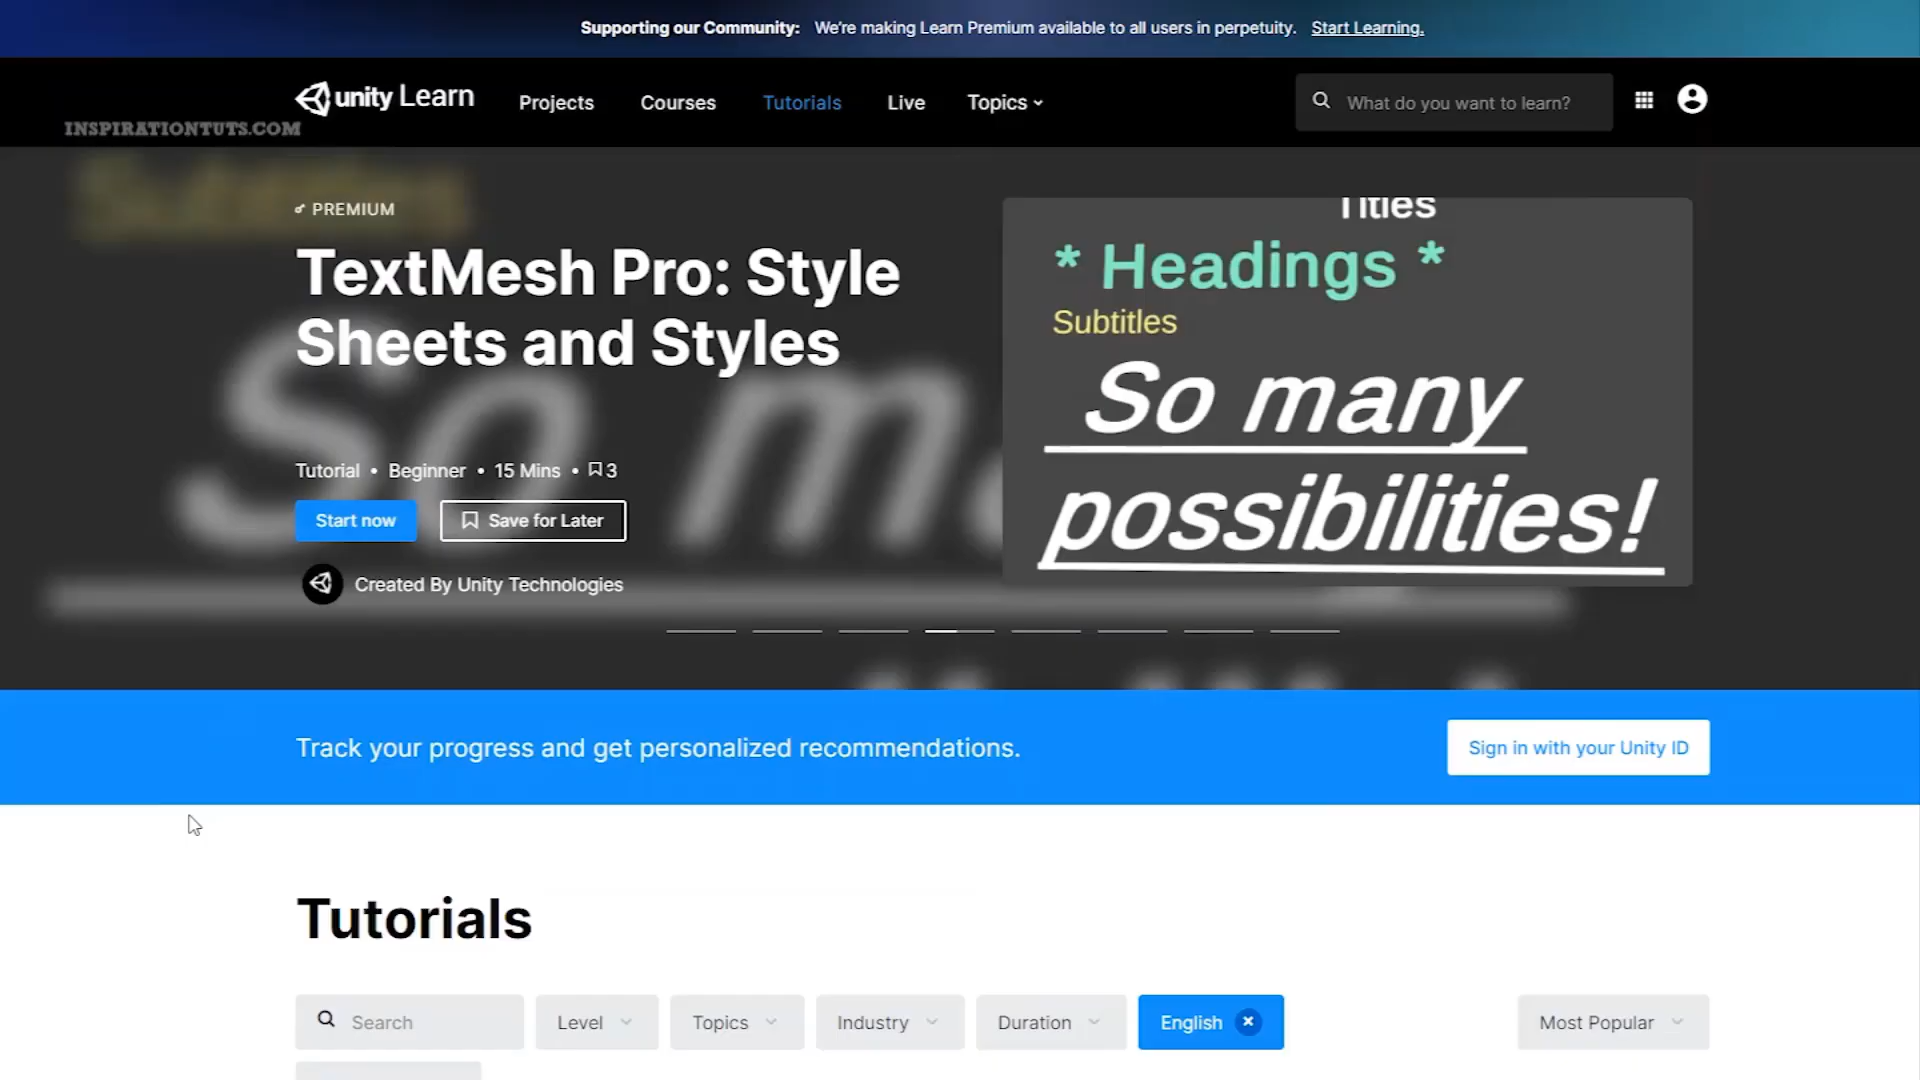 Supporting our Community: We're making Learn Premium available to all users in perpetuity. Start Learning.
unity Learn Projects Courses Tutorials Live Topics What do you want to learn?
INSPIRATIONTUTS.COM
Subtitles
PREMIUM
TextMesh Pro: Style
Sheets and Styles
Titles
* Headings *
Subtitles
So many
possibilities!
So m
Tutorial • Beginner • 15 Mins • 3
Start now Save for Later
Created By Unity Technologies
Track your progress and get personalized recommendations. Sign in with your Unity ID
Tutorials
Search Level Topics Industry Duration English × Most Popular